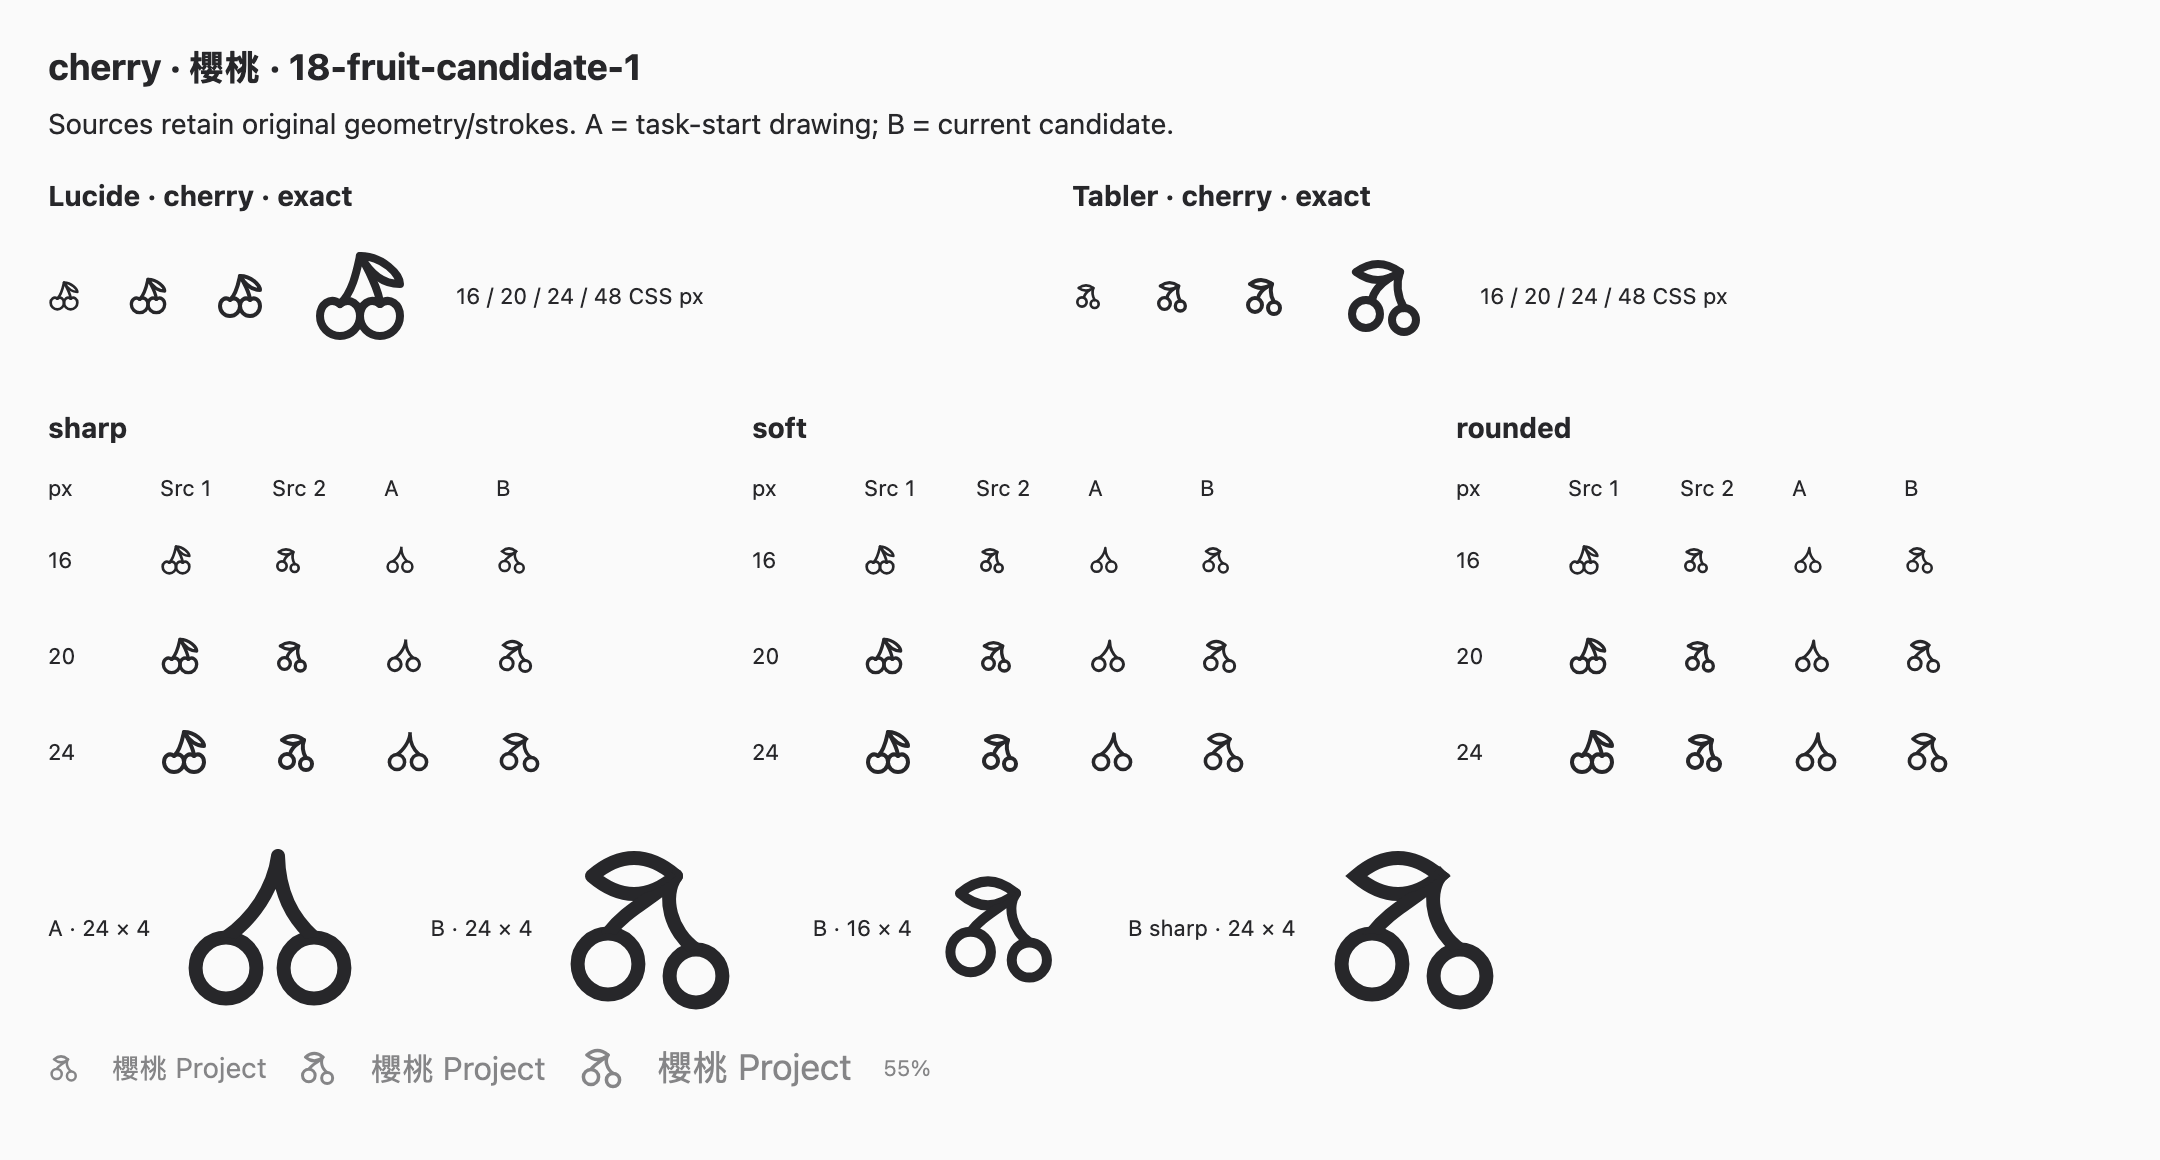 cherry · 櫻桃 · 18-fruit-candidate-1
Sources retain original geometry/strokes. A = task-start drawing; B = current candidate.
Lucide · cherry · exact
16 / 20 / 24 / 48 CSS px
Tabler · cherry · exact
16 / 20 / 24 / 48 CSS px
sharp
px Src 1 Src 2 A B
16
20
24
soft
px Src 1 Src 2 A B
16
20
24
rounded
px Src 1 Src 2 A B
16
20
24
A · 24 × 4
B · 24 × 4
B · 16 × 4
B sharp · 24 × 4
櫻桃 Project 櫻桃 Project 櫻桃 Project 55%